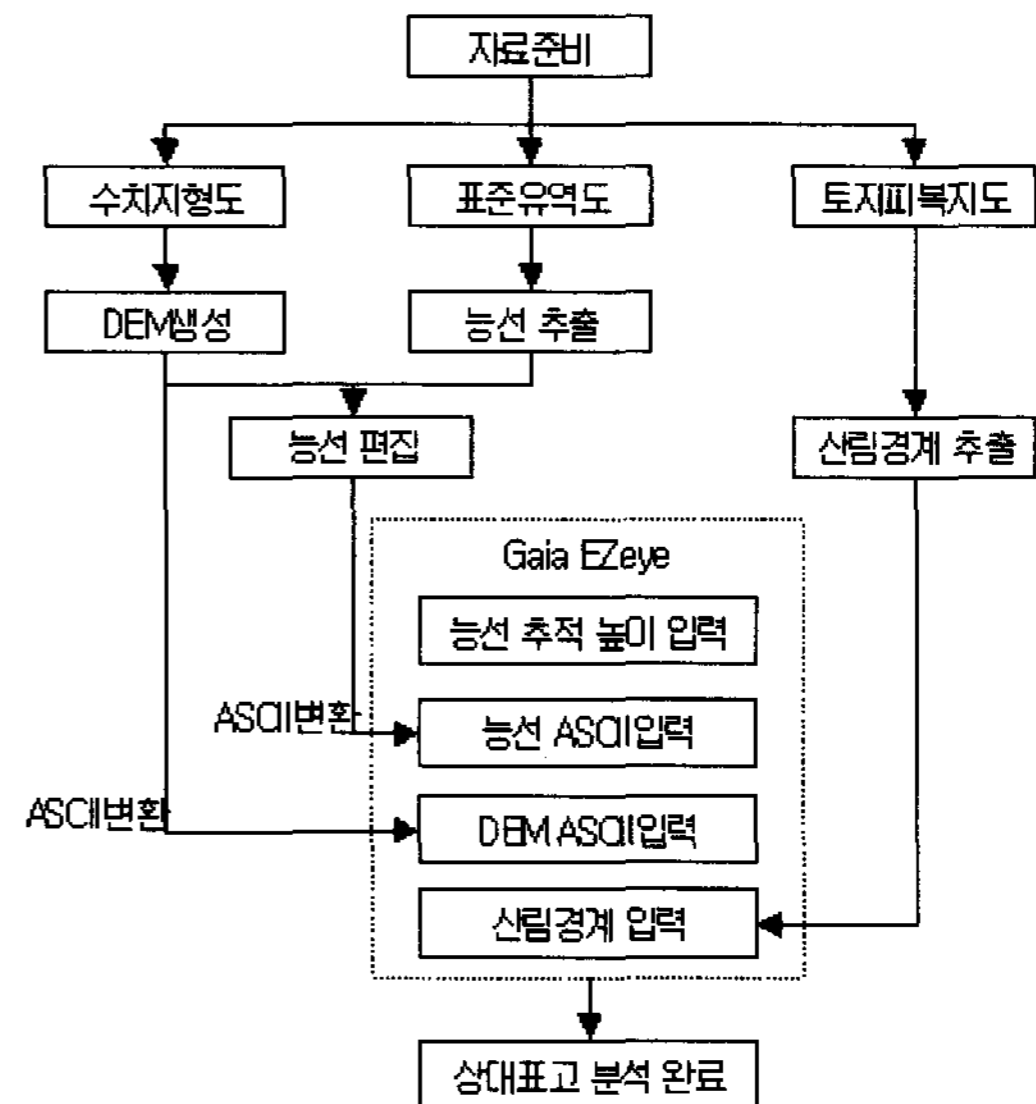 자료준비
수치지형도
표준유역도
토지피복지도
DEM생성
능선 추출
능선 편집
산림경계 추출
Gaia EZeye
능선 추적 높이 입력
ASCII변환
능선 ASCII입력
ASCII변환
DEM ASCII입력
산림경계 입력
상대표고 분석 완료